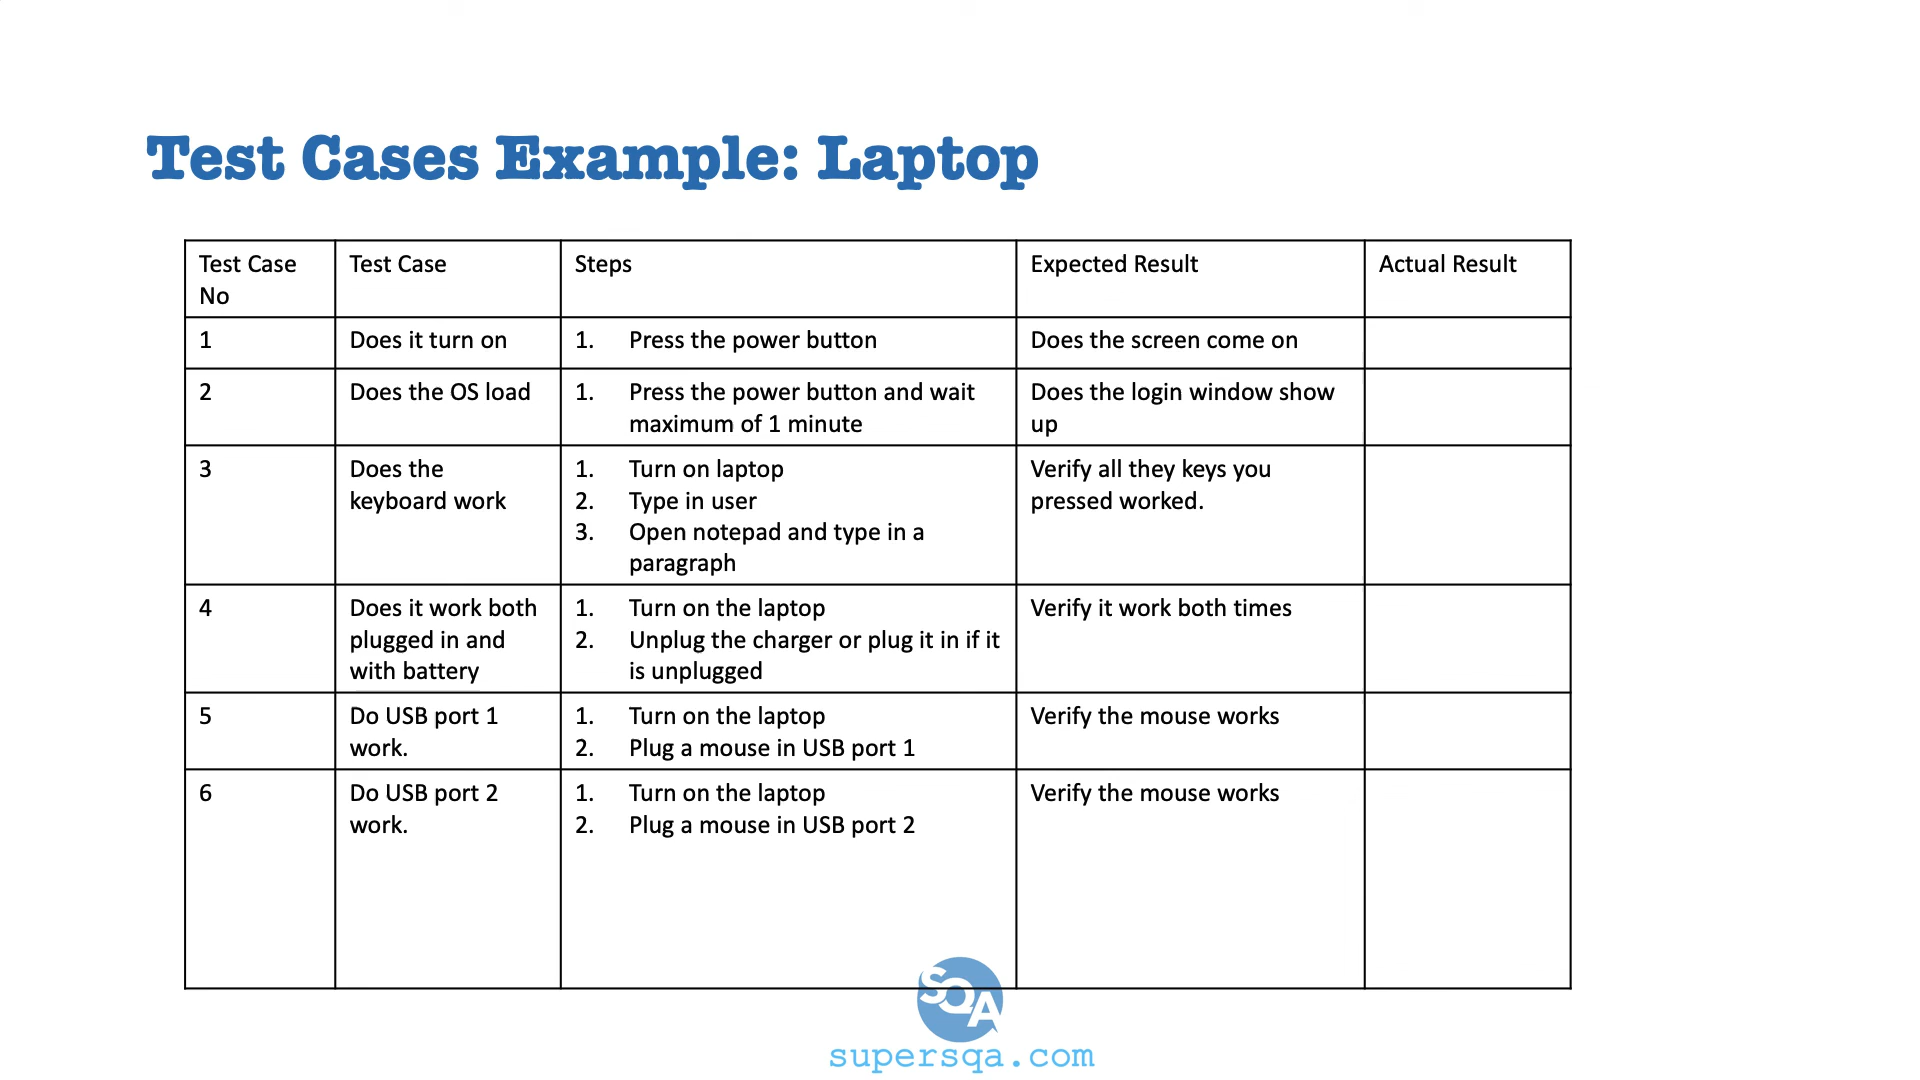 Test Cases Example: Laptop
Test Case No
Test Case
Steps
Expected Result
Actual Result
1
Does it turn on
1. Press the power button
Does the screen come on
2
Does the OS load
1. Press the power button and wait
maximum of 1 minute
Does the login window show
up
3
Does the
keyboard work
1. Turn on laptop
2. Type in user
3. Open notepad and type in a
paragraph
Verify all they keys you
pressed worked.
4
Does it work both
plugged in and
with battery
1. Turn on the laptop
2. Unplug the charger or plug it in if it
is unplugged
Verify it work both times
5
Do USB port 1
work.
1. Turn on the laptop
2. Plug a mouse in USB port 1
Verify the mouse works
6
Do USB port 2
work.
1. Turn on the laptop
2. Plug a mouse in USB port 2
Verify the mouse works
SQA
supersqa.com